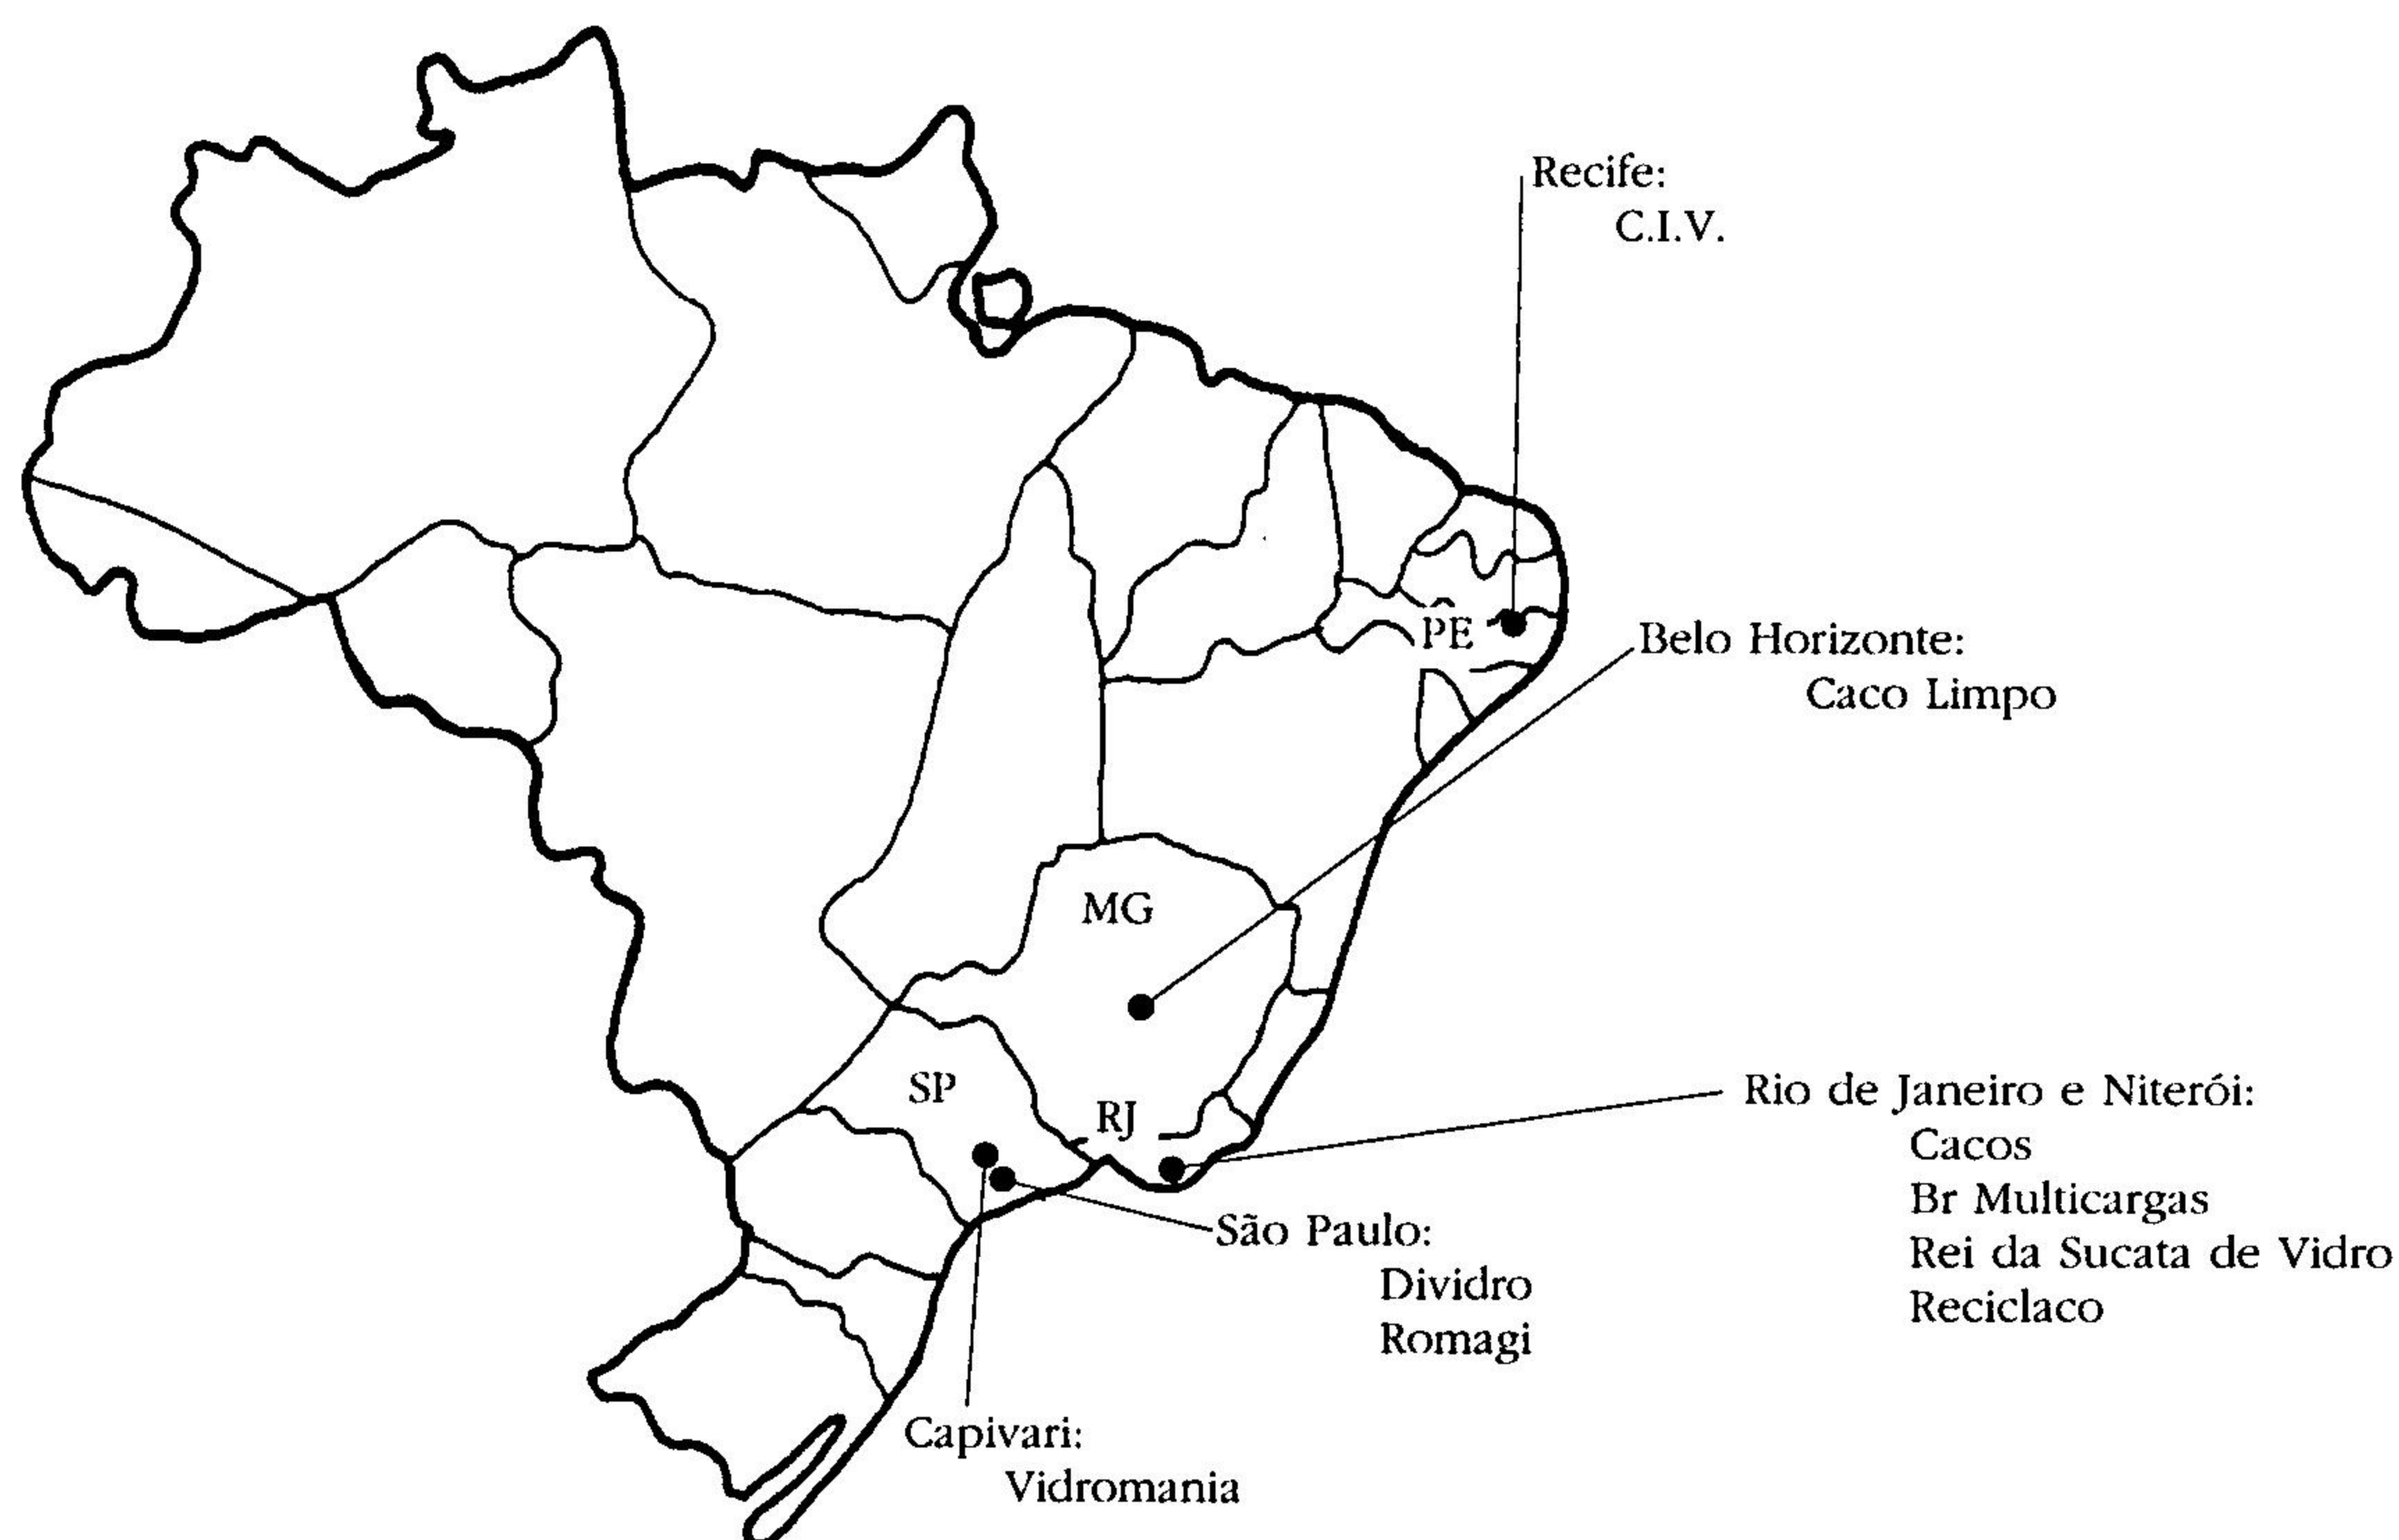 Recife:
C.I.V.
PE
Belo Horizonte:
Caco Limpo
MG
SP
RJ
Rio de Janeiro e Niterói:
Cacos
Br Multicargas
Rei da Sucata de Vidro
Reciclaco
São Paulo:
Dividro
Romagi
Capivari:
Vidromania